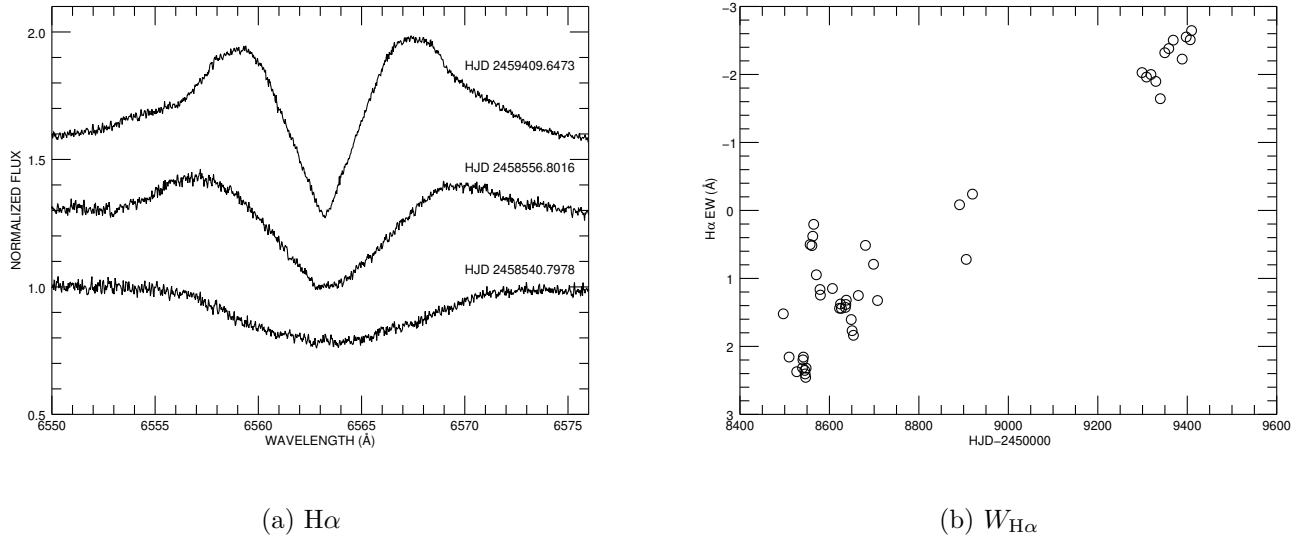 2.0
1.5
1.0
0.5
NORMALIZED FLUX
HJD 2459409.6473
HJD 2458556.8016
HJD 2458540.7978
6550 6555 6560 6565 6570 6575
WAVELENGTH (Å)
(a) Hα
-3
-2
-1
0
1
2
3
Hα EW (Å)
8400 8600 8800 9000 9200 9400 9600
HJD-2450000
(b) W_Hα